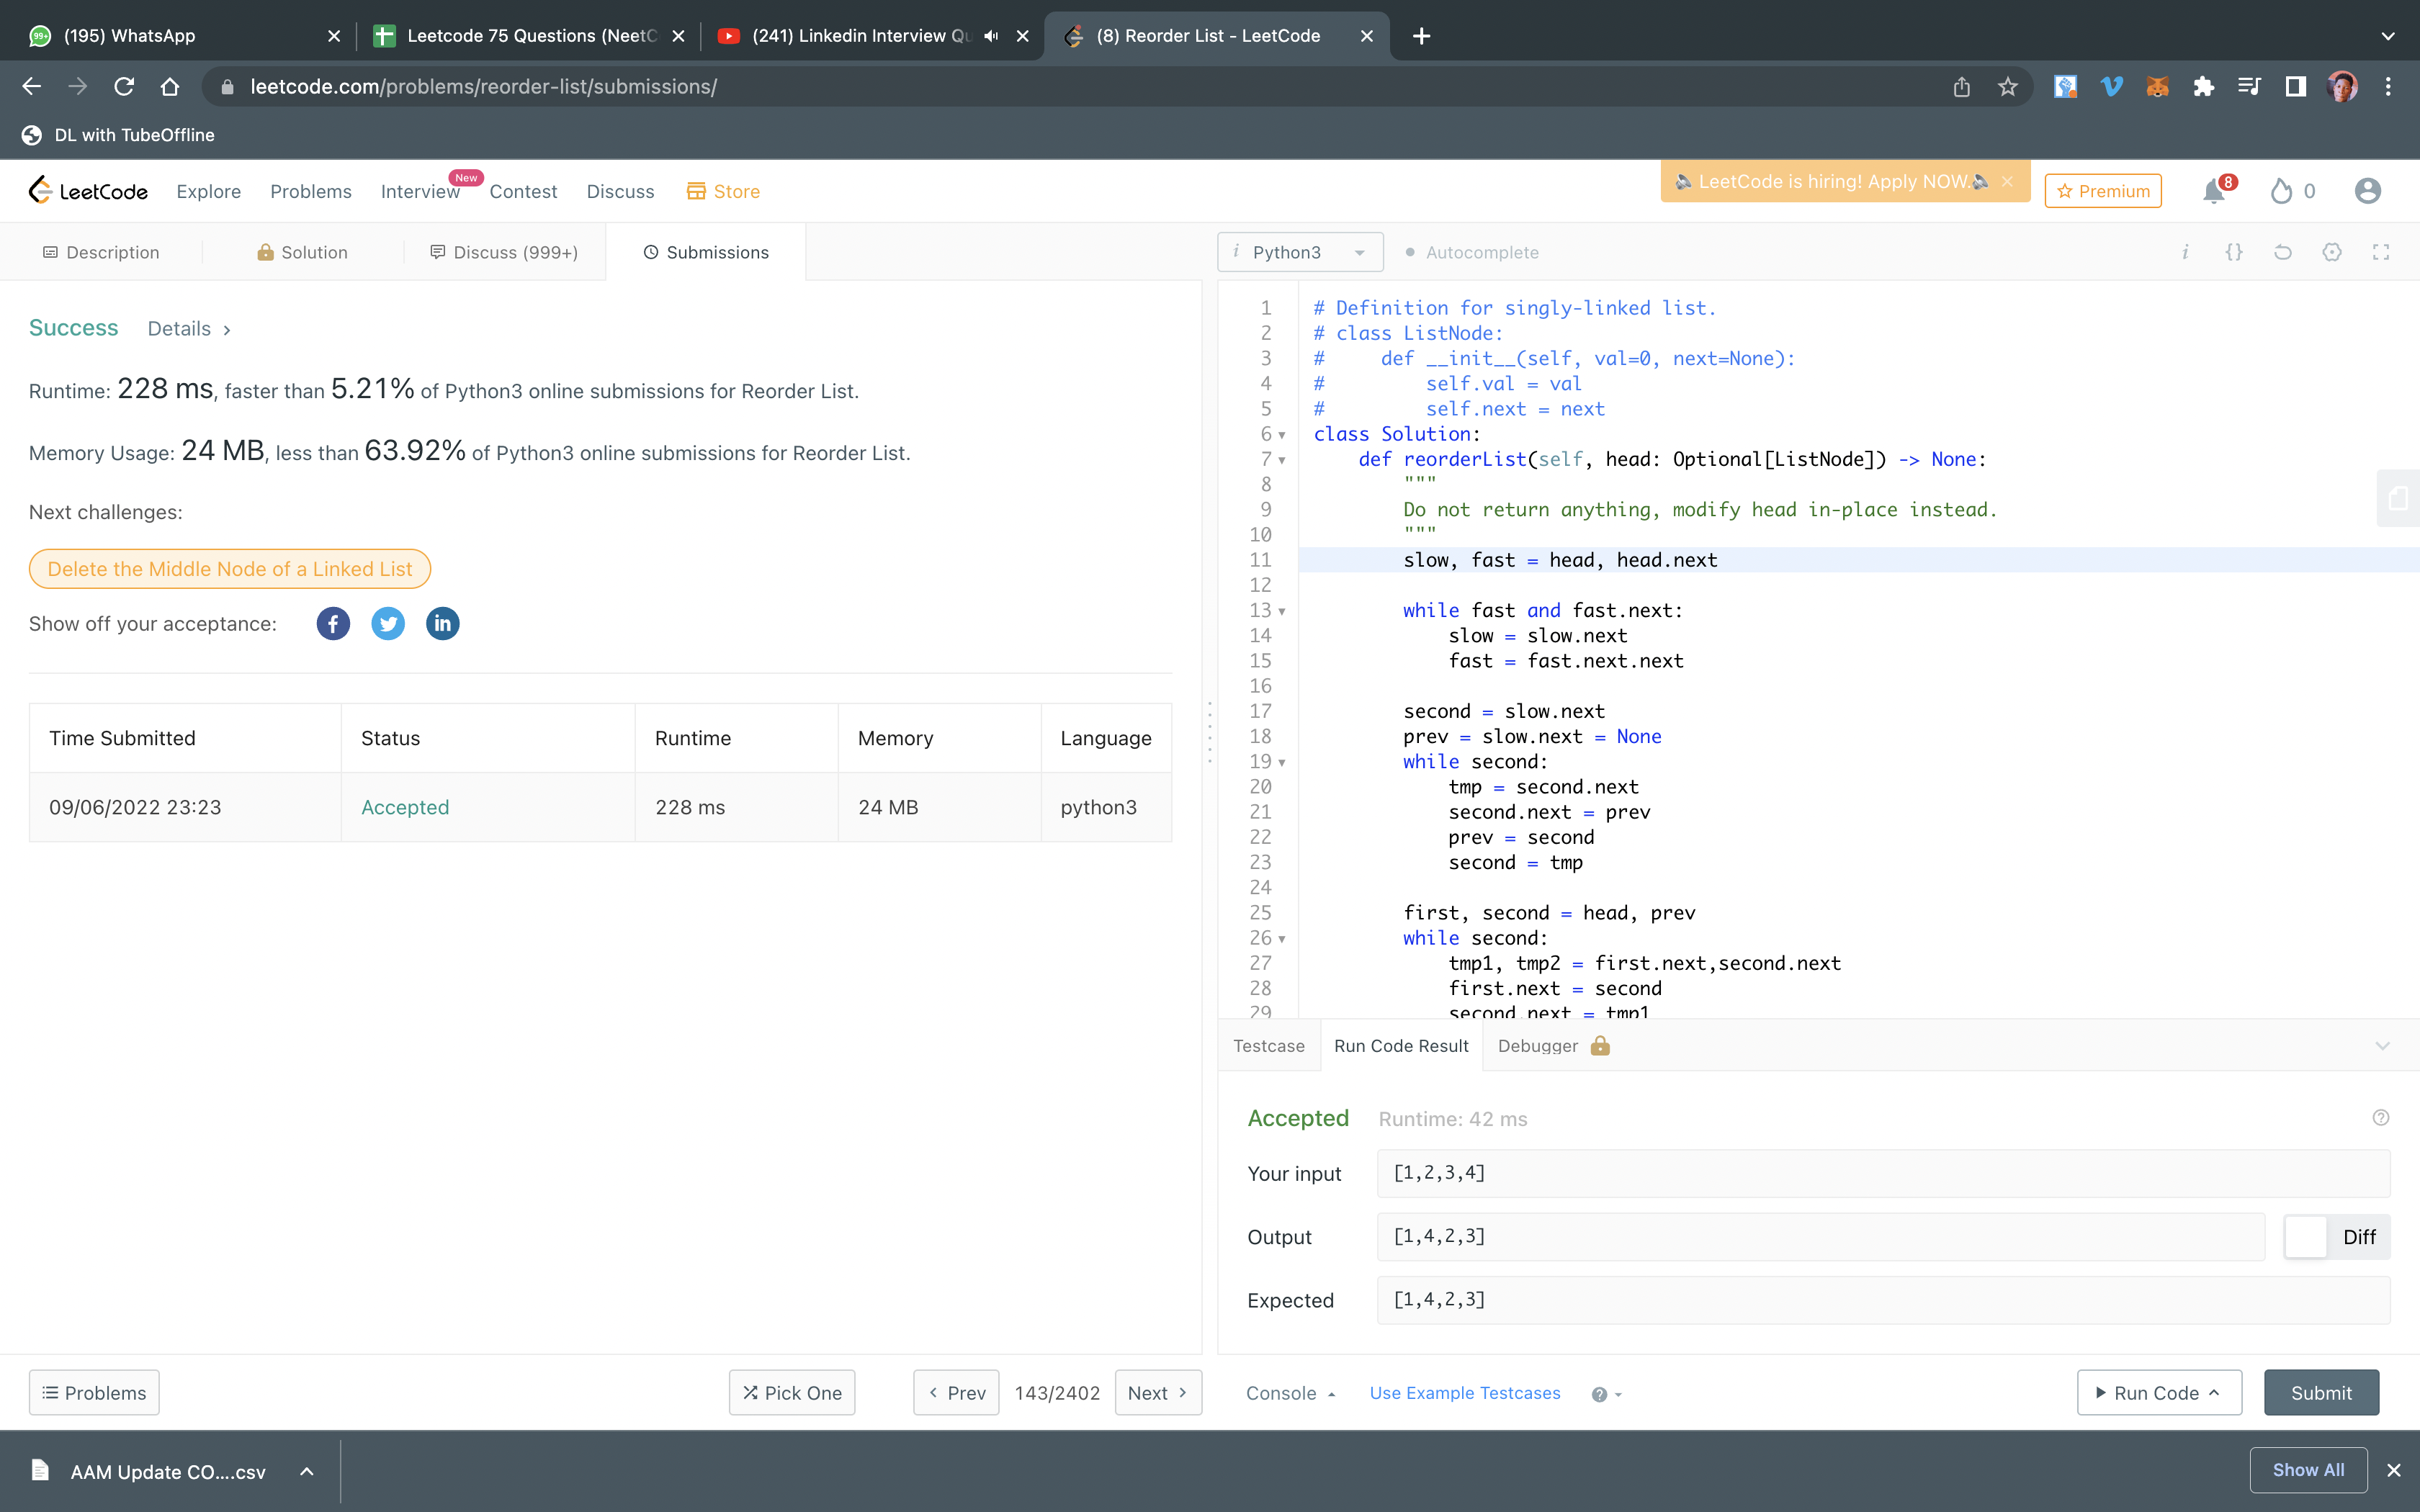 (195) WhatsApp
Leetcode 75 Questions (NeetC
(241) Linkedin Interview Qu
(8) Reorder List - LeetCode
leetcode.com/problems/reorder-list/submissions/
DL with TubeOffline
LeetCode
Explore
Problems
Interview
New
Contest
Discuss
Store
LeetCode is hiring! Apply NOW.
Premium
8
0
Description
Solution
Discuss (999+)
Submissions
i Python3
Autocomplete
i {}
Success Details >
Runtime: 228 ms, faster than 5.21% of Python3 online submissions for Reorder List.
Memory Usage: 24 MB, less than 63.92% of Python3 online submissions for Reorder List.
Next challenges:
Delete the Middle Node of a Linked List
Show off your acceptance:
Time Submitted Status Runtime Memory Language
09/06/2022 23:23 Accepted 228 ms 24 MB python3
1 # Definition for singly-linked list.
2 # class ListNode:
3 #     def __init__(self, val=0, next=None):
4 #         self.val = val
5 #         self.next = next
6 class Solution:
7     def reorderList(self, head: Optional[ListNode]) -> None:
8         """
9         Do not return anything, modify head in-place instead.
10         """
11         slow, fast = head, head.next
12
13         while fast and fast.next:
14             slow = slow.next
15             fast = fast.next.next
16
17         second = slow.next
18         prev = slow.next = None
19         while second:
20             tmp = second.next
21             second.next = prev
22             prev = second
23             second = tmp
24
25         first, second = head, prev
26         while second:
27             tmp1, tmp2 = first.next,second.next
28             first.next = second
29             second.next = tmp1
Testcase
Run Code Result
Debugger
Accepted Runtime: 42 ms
Your input [1,2,3,4]
Output [1,4,2,3] Diff
Expected [1,4,2,3]
Problems
Pick One
< Prev
143/2402
Next >
Console
Use Example Testcases
Run Code
Submit
AAM Update CO....csv
Show All